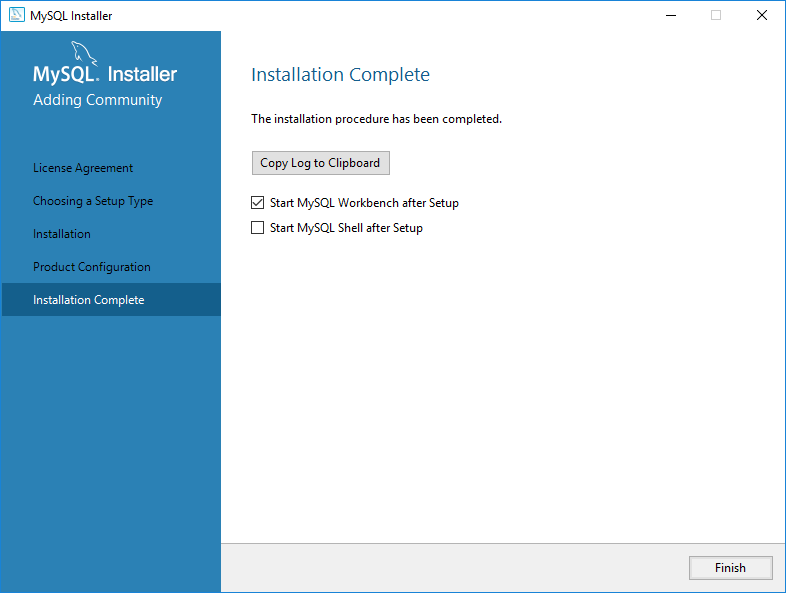 MySQL Installer
MySQL. Installer
Adding Community
License Agreement
Choosing a Setup Type
Installation
Product Configuration
Installation Complete
Installation Complete
The installation procedure has been completed.
Copy Log to Clipboard
Start MySQL Workbench after Setup
Start MySQL Shell after Setup
Finish